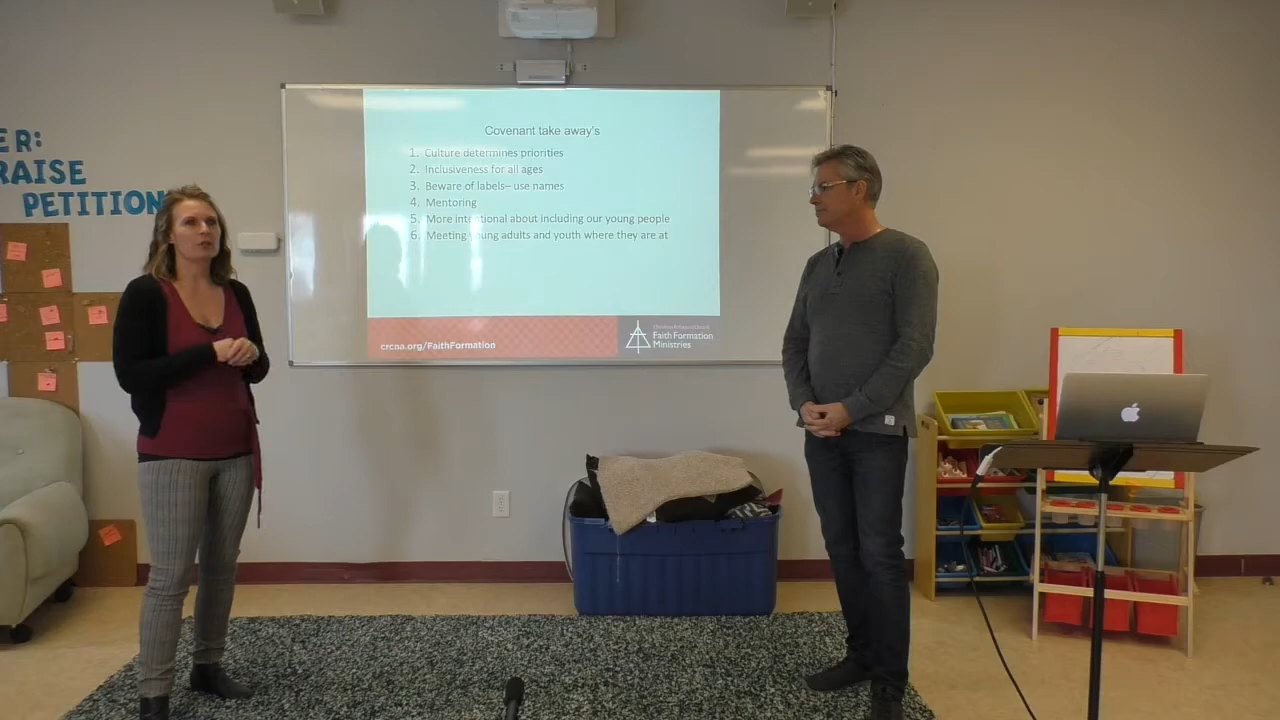 ER:
RAISE
PETITION
Covenant take away's
1. Culture determines priorities
2. Inclusiveness for all ages
3. Beware of labels– use names
4. Mentoring
5. More intentional about including our young people
6. Meeting young adults and youth where they are at
crcna.org/FaithFormation
Faith Formation
Ministries